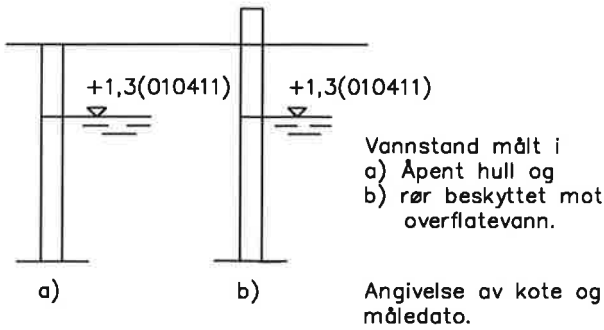 +1,3(010411) +1,3(010411)
Vannstand målt i
a) Åpent hull og
b) rør beskyttet mot
overflatevann.
a) b) Angivelse av kote og
måledato.